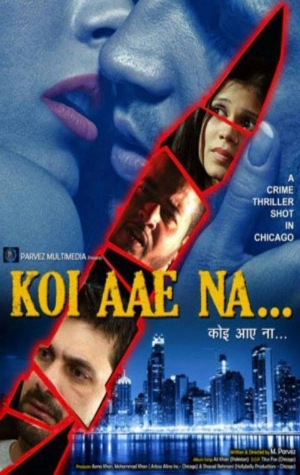 A
CRIME
THRILLER
SHOT
IN
CHICAGO
PARVEZ MULTIMEDIA Presents
KOI AAE NA...
कोइ आए ना...
Written & Directed by M. Parvez